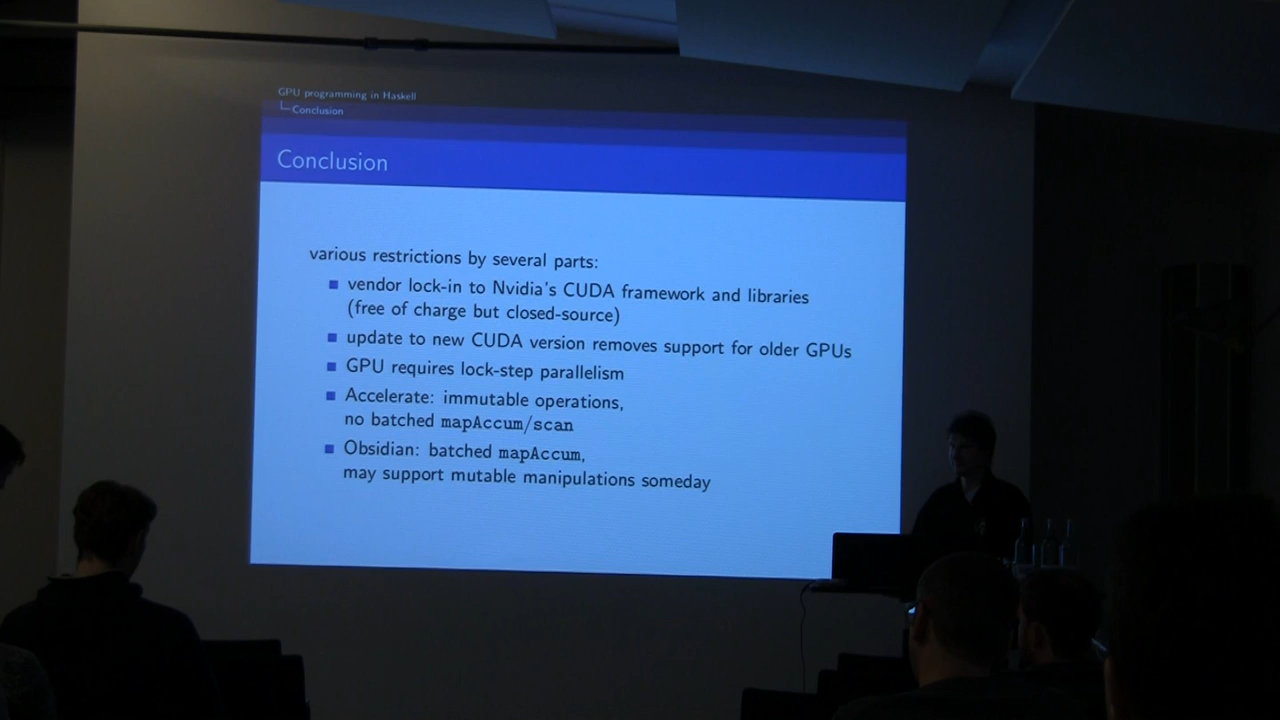 GPU programming in Haskell
Conclusion
Conclusion
various restrictions by several parts:
vendor lock-in to Nvidia's CUDA framework and libraries
(free of charge but closed-source)
update to new CUDA version removes support for older GPUs
GPU requires lock-step parallelism
Accelerate: immutable operations,
no batched mapAccum/scan
Obsidian: batched mapAccum,
may support mutable manipulations someday